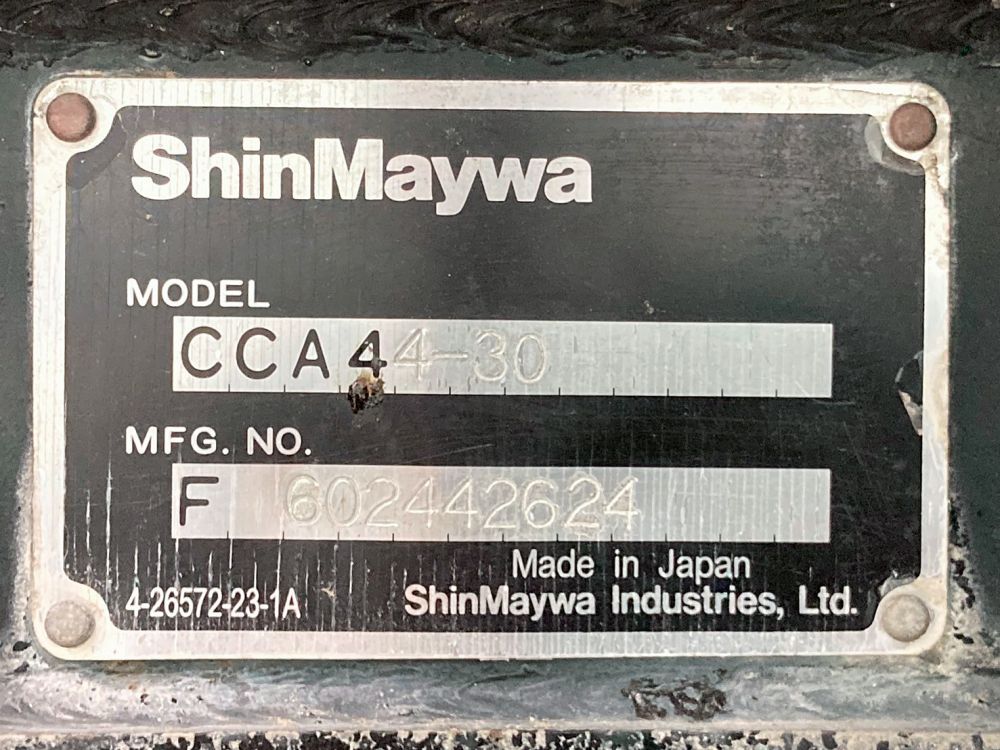 ShinMaywa
MODEL
CCA44-30
MFG. NO.
F 602442624
Made in Japan
4-26572-23-1A ShinMaywa Industries, Ltd.